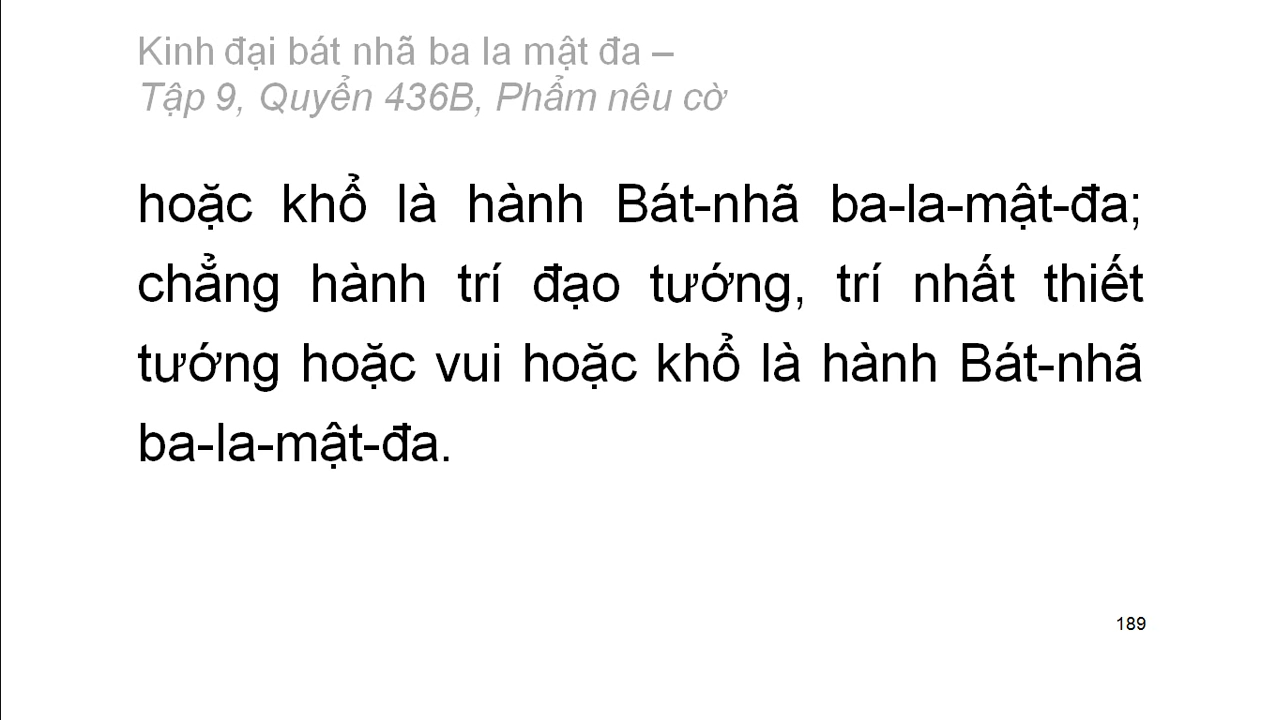 Kinh đại bát nhã ba la mật đa –
Tập 9, Quyển 436B, Phẩm nêu cờ
hoặc khổ là hành Bát-nhã ba-la-mật-đa;
chẳng hành trí đạo tướng, trí nhất thiết
tướng hoặc vui hoặc khổ là hành Bát-nhã
ba-la-mật-đa.
189